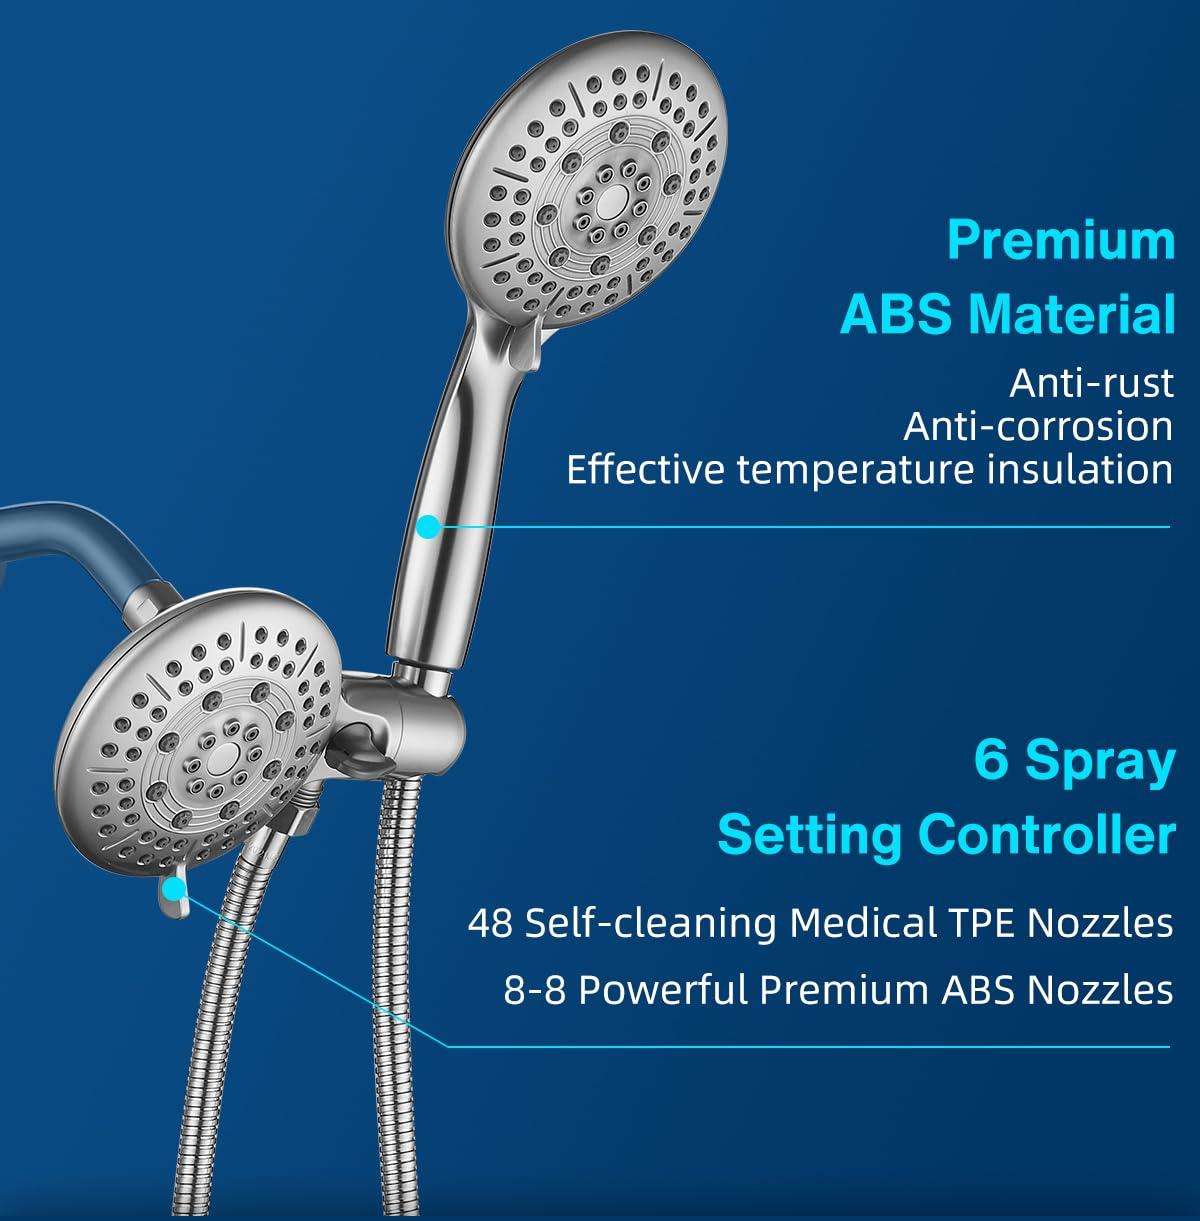 Premium
ABS Material
Anti-rust
Anti-corrosion
Effective temperature insulation
6 Spray
Setting Controller
48 Self-cleaning Medical TPE Nozzles
8-8 Powerful Premium ABS Nozzles